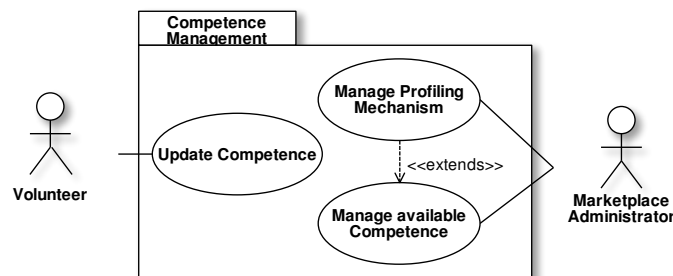 Competence
Management
Manage Profiling
Mechanism
Update Competence
<<extends>>
Volunteer
Manage available
Competence
Marketplace
Administrator